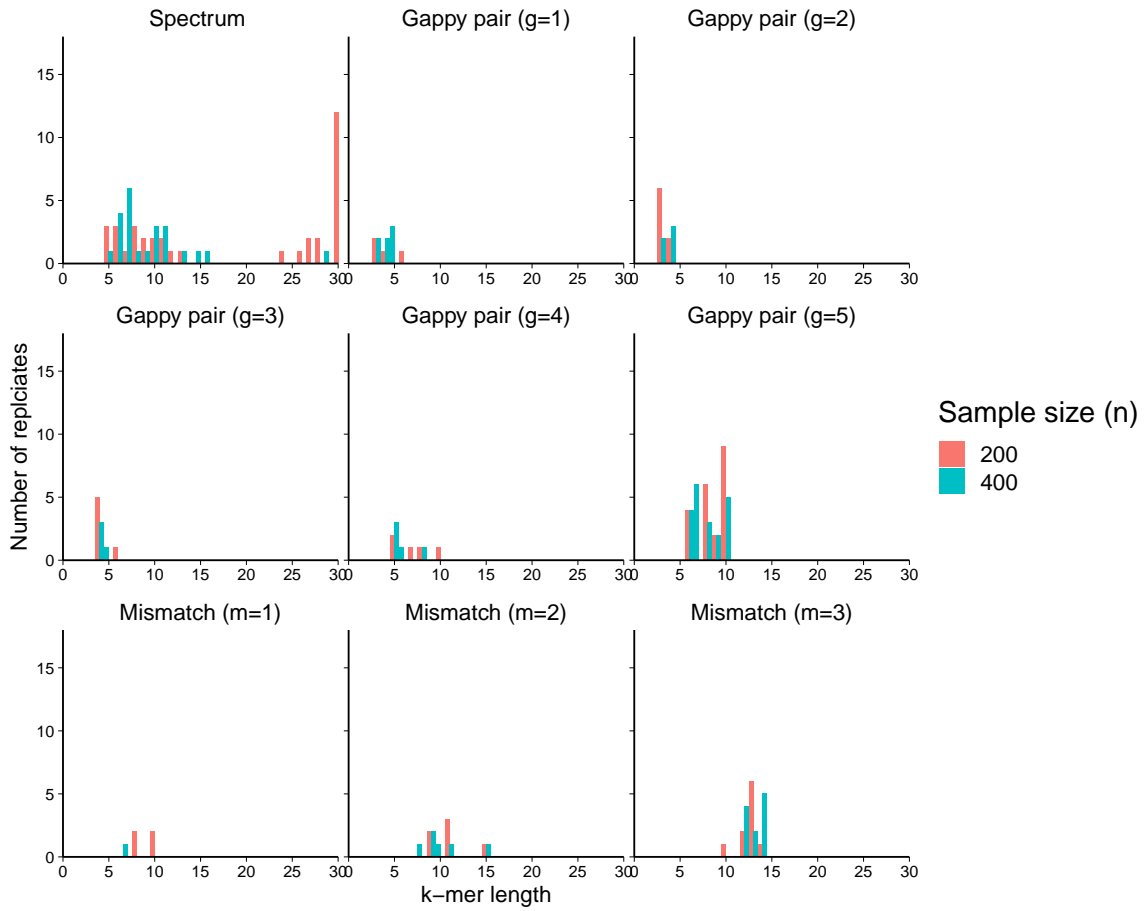 Spectrum Gappy pair (g=1) Gappy pair (g=2)
15
10
5
0
0 5 10 15 20 25 30 0 5 10 15 20 25 30 0 5 10 15 20 25 30
Gappy pair (g=3) Gappy pair (g=4) Gappy pair (g=5)
15
10
5
0
0 5 10 15 20 25 30 0 5 10 15 20 25 30 0 5 10 15 20 25 30
Mismatch (m=1) Mismatch (m=2) Mismatch (m=3)
15
10
5
0
0 5 10 15 20 25 30 0 5 10 15 20 25 30 0 5 10 15 20 25 30
k−mer length
Number of replciates
Sample size (n)
200
400